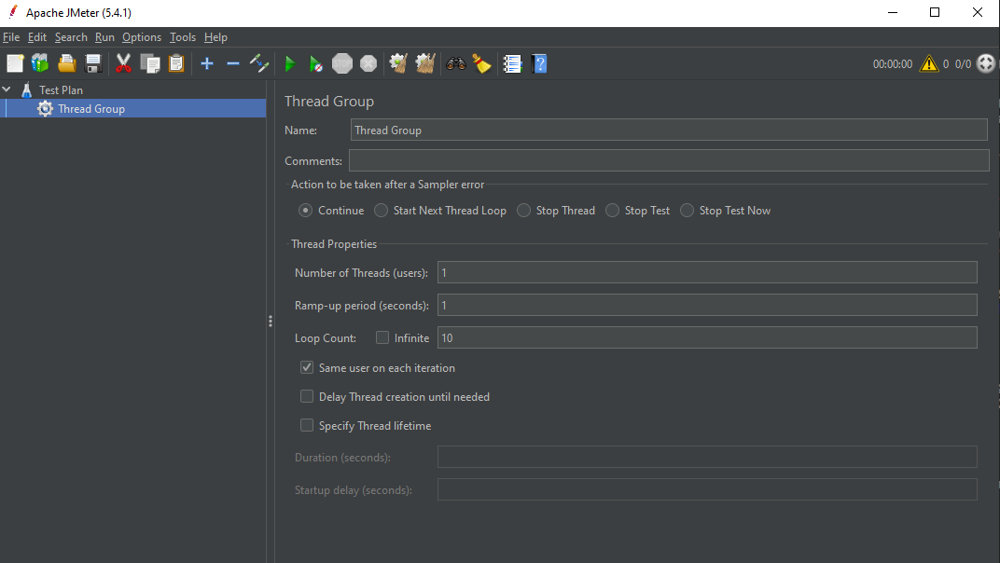 Apache JMeter (5.4.1)
File Edit Search Run Options Tools Help
00:00:00 0 0/0
Test Plan
Thread Group
Thread Group
Name: Thread Group
Comments:
Action to be taken after a Sampler error
Continue Start Next Thread Loop Stop Thread Stop Test Stop Test Now
Thread Properties
Number of Threads (users): 1
Ramp-up period (seconds): 1
Loop Count: Infinite 10
Same user on each iteration
Delay Thread creation until needed
Specify Thread lifetime
Duration (seconds):
Startup delay (seconds):